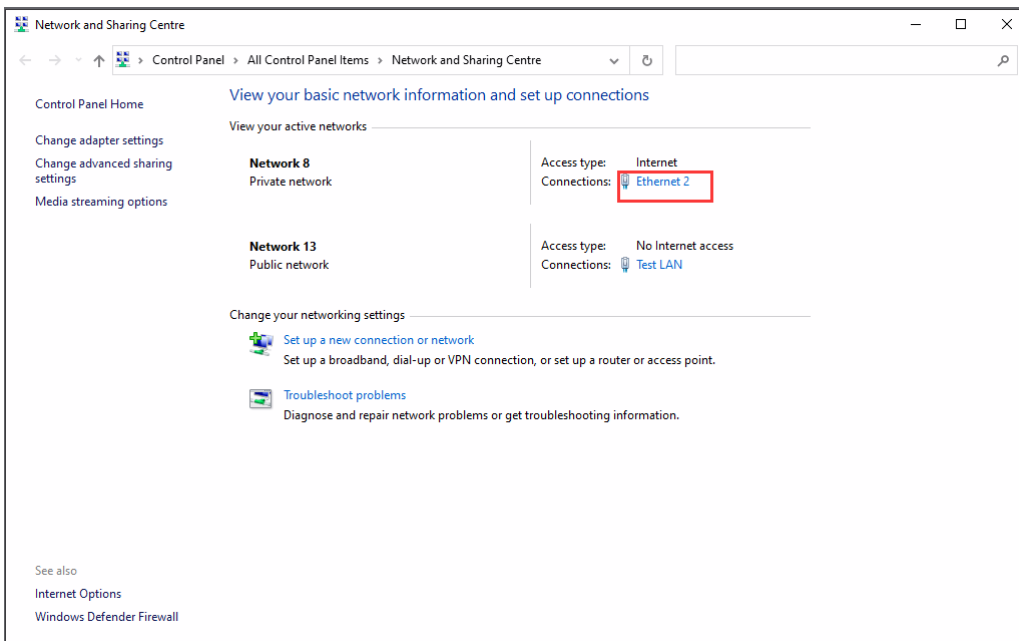 Network and Sharing Centre
Control Panel > All Control Panel Items > Network and Sharing Centre
Control Panel Home
Change adapter settings
Change advanced sharing
settings
Media streaming options
View your basic network information and set up connections
View your active networks
Network 8
Private network
Access type: Internet
Connections: Ethernet 2
Network 13
Public network
Access type: No Internet access
Connections: Test LAN
Change your networking settings
Set up a new connection or network
Set up a broadband, dial-up or VPN connection, or set up a router or access point.
Troubleshoot problems
Diagnose and repair network problems or get troubleshooting information.
See also
Internet Options
Windows Defender Firewall